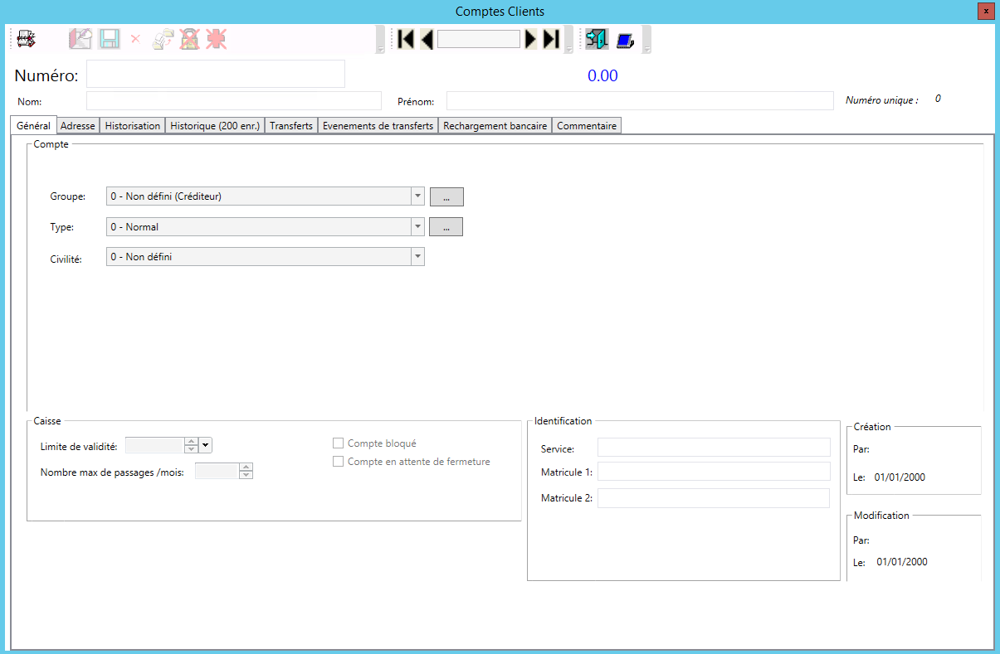 Comptes Clients
x
Numéro:
0.00
Nom:
Prénom:
Numéro unique :
0
Général
Adresse
Historisation
Historique (200 enr.)
Transferts
Evenements de transferts
Rechargement bancaire
Commentaire
Compte
Groupe:
0 - Non défini (Créditeur)
...
Type:
0 - Normal
...
Civilité:
0 - Non défini
Caisse
Limite de validité:
Compte bloqué
Compte en attente de fermeture
Nombre max de passages /mois:
Identification
Service:
Matricule 1:
Matricule 2:
Création
Par:
Le: 01/01/2000
Modification
Par:
Le: 01/01/2000